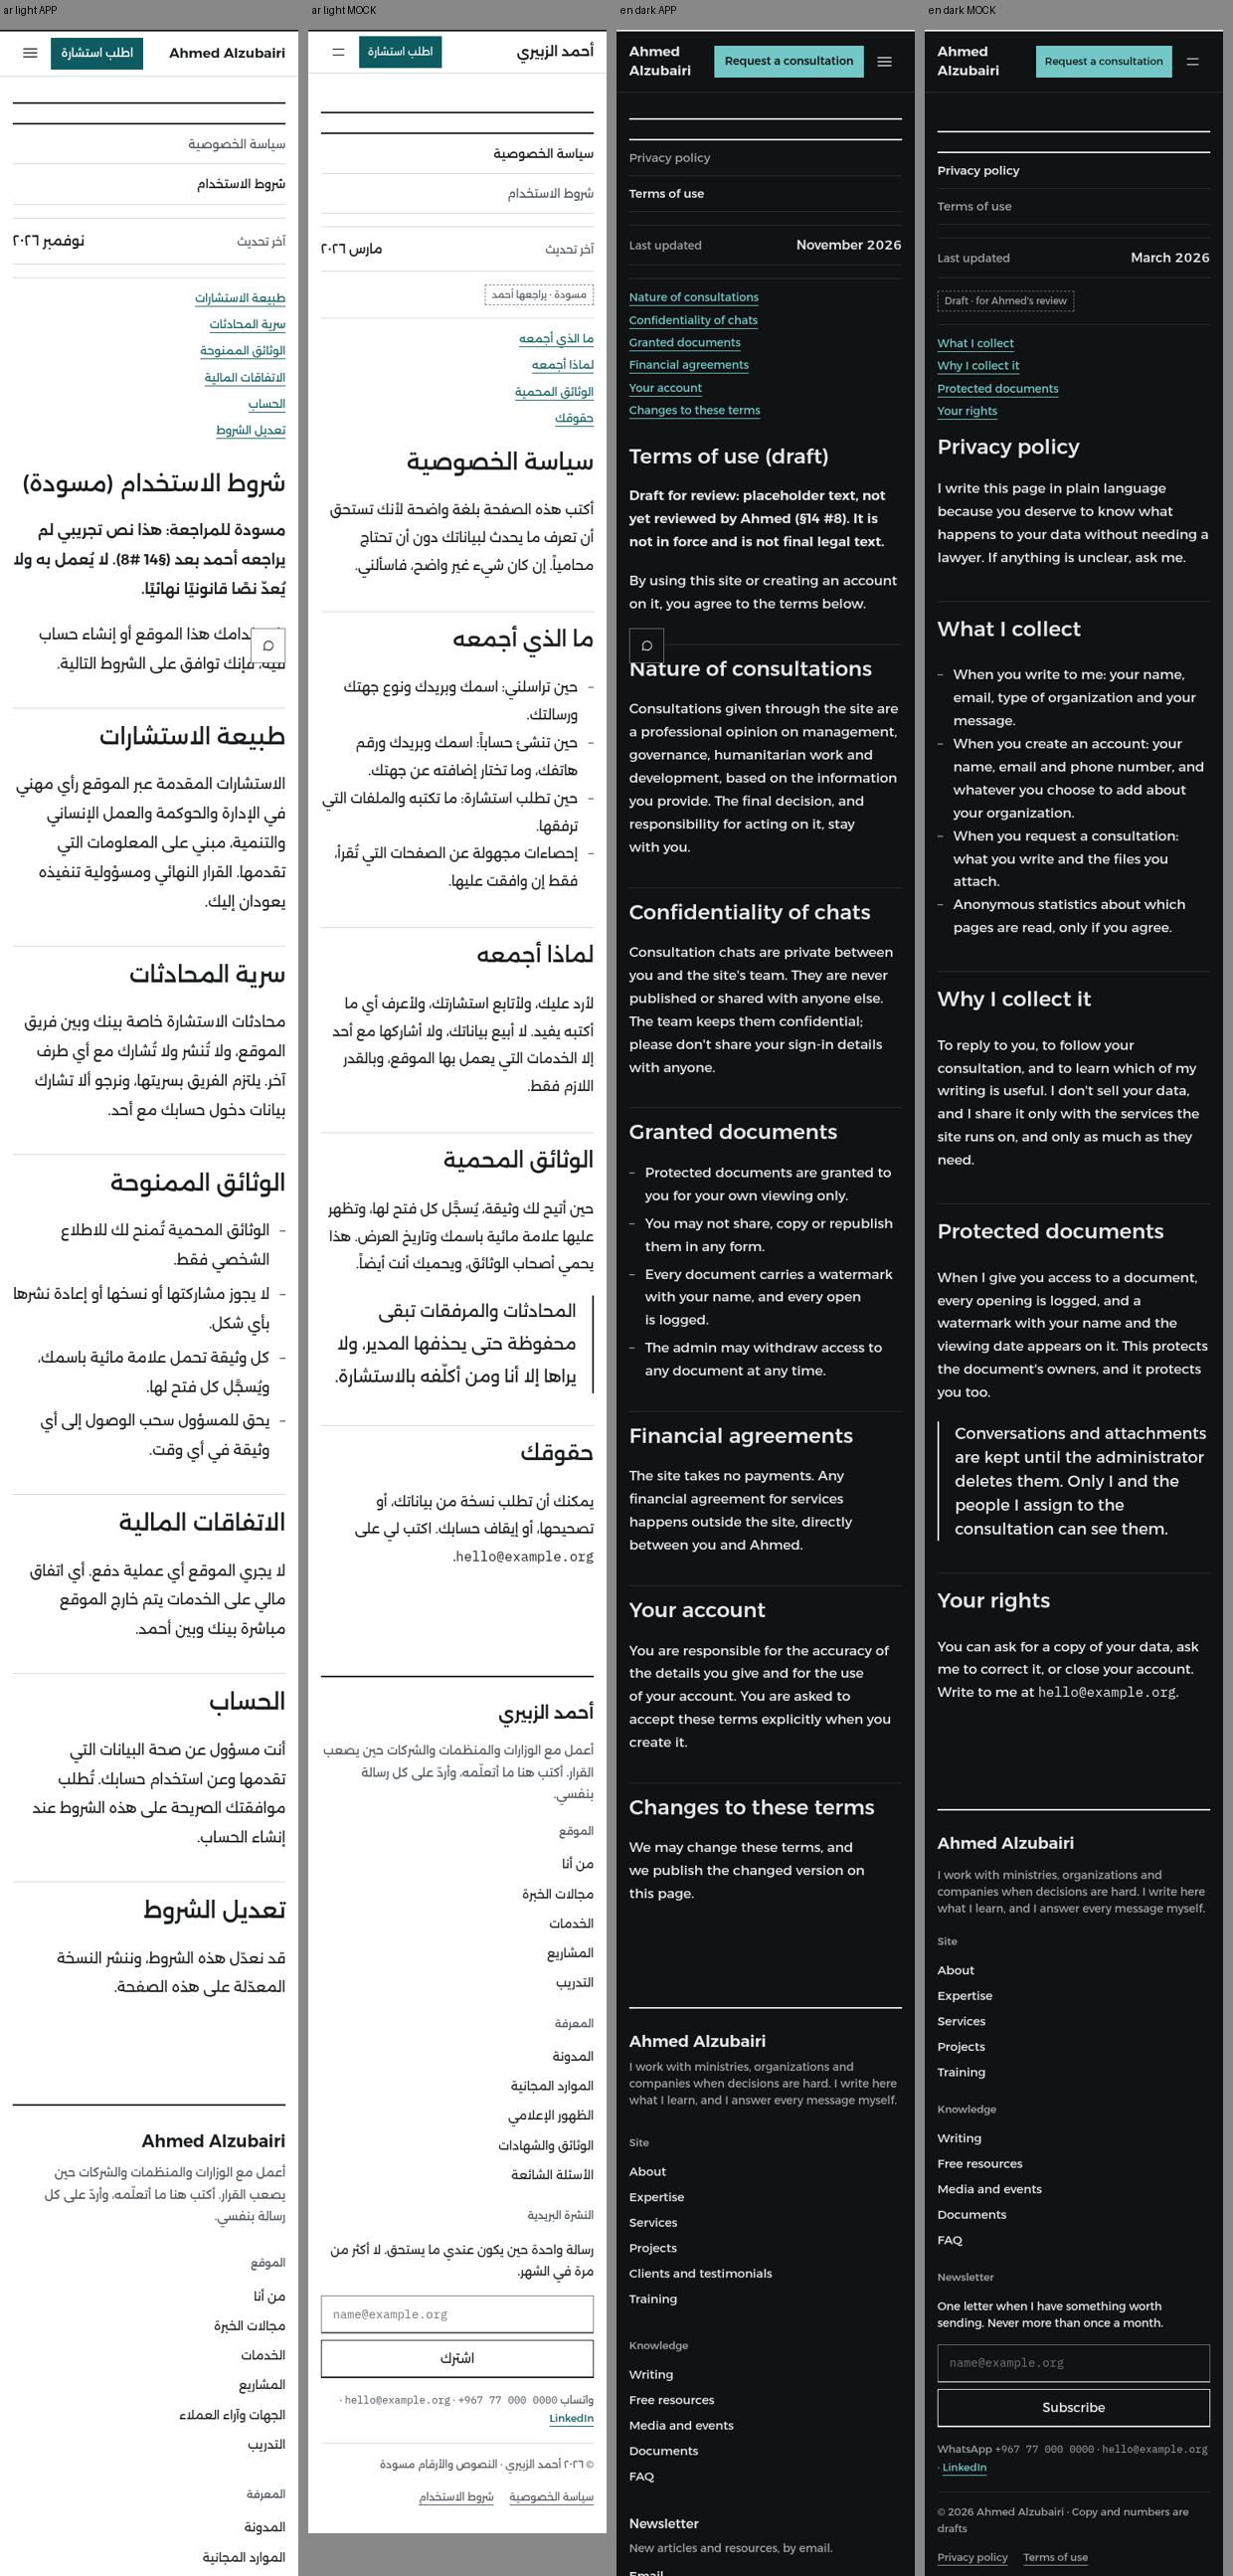 ar light APP
Ahmed Alzubairi
اطلب استشارة
سياسة الخصوصية
شروط الاستخدام
آخر تحديث
نوفمبر ٢٠٢٦
طبيعة الاستشارات
سرية المحادثات
الوثائق الممنوحة
الاتفاقات المالية
الحساب
تعديل الشروط
شروط الاستخدام (مسودة)
مسودة للمراجعة: هذا نص تجريبي لم
يراجعه أحمد بعد (§14 #8). لا يُعمل به ولا
يُعدّ نصًا قانونيًا نهائيًا.
دامك هذا الموقع أو إنشاء حساب
فإنك توافق على الشروط التالية.
طبيعة الاستشارات
الاستشارات المقدمة عبر الموقع رأي مهني
في الإدارة والحوكمة والعمل الإنساني
والتنمية، مبني على المعلومات التي
تقدمها. القرار النهائي ومسؤولية تنفيذه
يعودان إليك.
سرية المحادثات
محادثات الاستشارة خاصة بينك وبين فريق
الموقع، ولا تُنشر ولا تُشارك مع أي طرف
آخر. يلتزم الفريق بسريتها، ونرجو ألا تشارك
بيانات دخول حسابك مع أحد.
الوثائق الممنوحة
– الوثائق المحمية تُمنح لك للاطلاع
الشخصي فقط.
– لا يجوز مشاركتها أو نسخها أو إعادة نشرها
بأي شكل.
– كل وثيقة تحمل علامة مائية باسمك،
ويُسجَّل كل فتح لها.
– يحق للمسؤول سحب الوصول إلى أي
وثيقة في أي وقت.
الاتفاقات المالية
لا يجري الموقع أي عملية دفع. أي اتفاق
مالي على الخدمات يتم خارج الموقع
مباشرة بينك وبين أحمد.
الحساب
أنت مسؤول عن صحة البيانات التي
تقدمها وعن استخدام حسابك. تُطلب
موافقتك الصريحة على هذه الشروط عند
إنشاء الحساب.
تعديل الشروط
قد نعدّل هذه الشروط، وننشر النسخة
المعدّلة على هذه الصفحة.
Ahmed Alzubairi
أعمل مع الوزارات والمنظمات والشركات حين
يصعب القرار. أكتب هنا ما أتعلّمه، وأردّ على كل
رسالة بنفسي.
الموقع
من أنا
مجالات الخبرة
الخدمات
المشاريع
الجهات وآراء العملاء
التدريب
المعرفة
المدونة
الموارد المجانية
ar light MOCK
أحمد الزبيري
اطلب استشارة
سياسة الخصوصية
شروط الاستخدام
آخر تحديث
مارس ٢٠٢٦
مسودة · يراجعها أحمد
ما الذي أجمعه
لماذا أجمعه
الوثائق المحمية
حقوقك
سياسة الخصوصية
أكتب هذه الصفحة بلغة واضحة لأنك تستحق
أن تعرف ما يحدث لبياناتك دون أن تحتاج
محامياً. إن كان شيء غير واضح، فاسألني.
ما الذي أجمعه
– حين تراسلني: اسمك وبريدك ونوع جهتك
ورسالتك.
– حين تنشئ حساباً: اسمك وبريدك ورقم
هاتفك، وما تختار إضافته عن جهتك.
– حين تطلب استشارة: ما تكتبه والملفات التي
ترفقها.
– إحصاءات مجهولة عن الصفحات التي تُقرأ،
فقط إن وافقت عليها.
لماذا أجمعه
لأرد عليك، ولأتابع استشارتك، ولأعرف أي ما
أكتبه يفيد. لا أبيع بياناتك، ولا أشاركها مع أحد
إلا الخدمات التي يعمل بها الموقع، وبالقدر
اللازم فقط.
الوثائق المحمية
حين أتيح لك وثيقة، يُسجَّل كل فتح لها، وتظهر
عليها علامة مائية باسمك وتاريخ العرض. هذا
يحمي أصحاب الوثائق، ويحميك أنت أيضاً.
المحادثات والمرفقات تبقى
محفوظة حتى يحذفها المدير، ولا
يراها إلا أنا ومن أكلّفه بالاستشارة.
حقوقك
يمكنك أن تطلب نسخة من بياناتك، أو
تصحيحها، أو إيقاف حسابك. اكتب لي على
hello@example.org.
أحمد الزبيري
أعمل مع الوزارات والمنظمات والشركات حين يصعب
القرار. أكتب هنا ما أتعلّمه، وأردّ على كل رسالة
بنفسي.
الموقع
من أنا
مجالات الخبرة
الخدمات
المشاريع
التدريب
المعرفة
المدونة
الموارد المجانية
الظهور الإعلامي
الوثائق والشهادات
الأسئلة الشائعة
النشرة البريدية
رسالة واحدة حين يكون عندي ما يستحق. لا أكثر من
مرة في الشهر.
name@example.org
اشترك
واتساب +967 77 000 0000 · hello@example.org ·
LinkedIn
© ٢٠٢٦ أحمد الزبيري · النصوص والأرقام مسودة
سياسة الخصوصية
شروط الاستخدام
en dark APP
Ahmed
Alzubairi
Request a consultation
Privacy policy
Terms of use
Last updated
November 2026
Nature of consultations
Confidentiality of chats
Granted documents
Financial agreements
Your account
Changes to these terms
Terms of use (draft)
Draft for review: placeholder text, not
yet reviewed by Ahmed (§14 #8). It is
not in force and is not final legal text.
By using this site or creating an account
on it, you agree to the terms below.
Nature of consultations
Consultations given through the site are
a professional opinion on management,
governance, humanitarian work and
development, based on the information
you provide. The final decision, and
responsibility for acting on it, stay
with you.
Confidentiality of chats
Consultation chats are private between
you and the site's team. They are never
published or shared with anyone else.
The team keeps them confidential;
please don't share your sign-in details
with anyone.
Granted documents
– Protected documents are granted to
you for your own viewing only.
– You may not share, copy or republish
them in any form.
– Every document carries a watermark
with your name, and every open
is logged.
– The admin may withdraw access to
any document at any time.
Financial agreements
The site takes no payments. Any
financial agreement for services
happens outside the site, directly
between you and Ahmed.
Your account
You are responsible for the accuracy of
the details you give and for the use
of your account. You are asked to
accept these terms explicitly when you
create it.
Changes to these terms
We may change these terms, and
we publish the changed version on
this page.
Ahmed Alzubairi
I work with ministries, organizations and
companies when decisions are hard. I write here
what I learn, and I answer every message myself.
Site
About
Expertise
Services
Projects
Clients and testimonials
Training
Knowledge
Writing
Free resources
Media and events
Documents
FAQ
Newsletter
New articles and resources, by email.
Email
en dark MOCK
Ahmed
Alzubairi
Request a consultation
Privacy policy
Terms of use
Last updated
March 2026
Draft · for Ahmed's review
What I collect
Why I collect it
Protected documents
Your rights
Privacy policy
I write this page in plain language
because you deserve to know what
happens to your data without needing a
lawyer. If anything is unclear, ask me.
What I collect
– When you write to me: your name,
email, type of organization and your
message.
– When you create an account: your
name, email and phone number, and
whatever you choose to add about
your organization.
– When you request a consultation:
what you write and the files you
attach.
– Anonymous statistics about which
pages are read, only if you agree.
Why I collect it
To reply to you, to follow your
consultation, and to learn which of my
writing is useful. I don't sell your data,
and I share it only with the services the
site runs on, and only as much as they
need.
Protected documents
When I give you access to a document,
every opening is logged, and a
watermark with your name and the
viewing date appears on it. This protects
the document's owners, and it protects
you too.
Conversations and attachments
are kept until the administrator
deletes them. Only I and the
people I assign to the
consultation can see them.
Your rights
You can ask for a copy of your data, ask
me to correct it, or close your account.
Write to me at hello@example.org.
Ahmed Alzubairi
I work with ministries, organizations and
companies when decisions are hard. I write here
what I learn, and I answer every message myself.
Site
About
Expertise
Services
Projects
Training
Knowledge
Writing
Free resources
Media and events
Documents
FAQ
Newsletter
One letter when I have something worth
sending. Never more than once a month.
name@example.org
Subscribe
WhatsApp +967 77 000 0000 · hello@example.org
· LinkedIn
© 2026 Ahmed Alzubairi · Copy and numbers are
drafts
Privacy policy
Terms of use